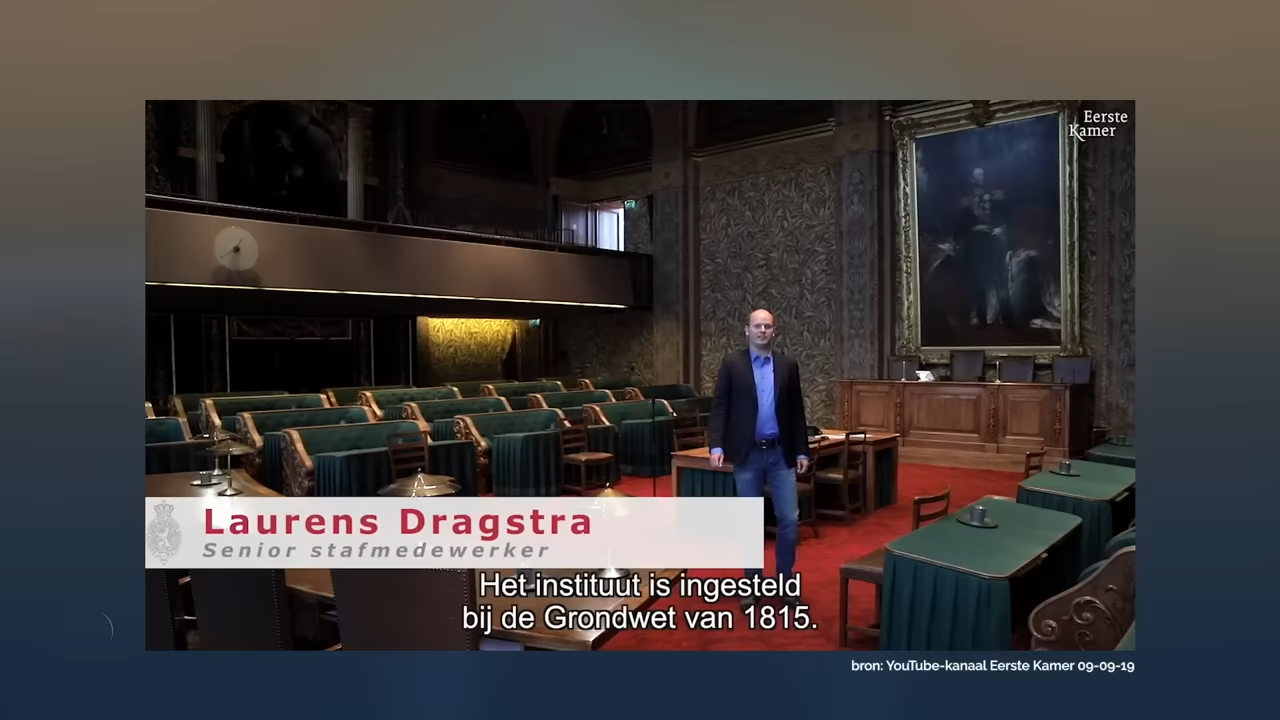 Eerste
Kamer
Laurens Dragstra
Senior stafmedewerker
Het instituut is ingesteld
bij de Grondwet van 1815.
bron: YouTube-kanaal Eerste Kamer 09-09-19